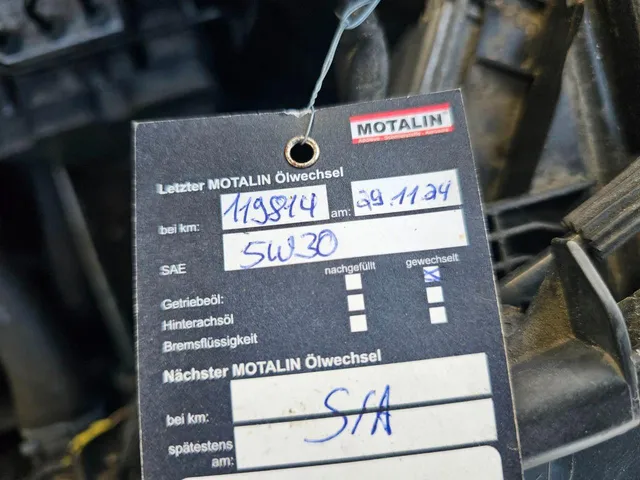 MOTALIN
Letzter MOTALIN Ölwechsel
bei km: 119814 am: 29.11.24
SAE 5W30
nachgefüllt gewechselt
Getriebeöl:
Hinterachsöl
Bremsflüssigkeit
Nächster MOTALIN Ölwechsel
bei km:
S/A
spätestens
am: